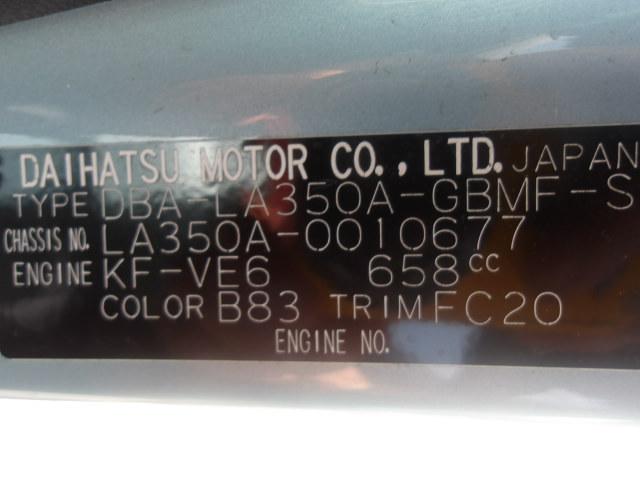 DAIHATSU MOTOR CO., LTD. JAPAN
TYPE DBA-LA350A-GBMF-S
CHASSIS NO. LA350A-0010677
ENGINE KF-VE6 658cc
COLOR B83 TRIM FC20
ENGINE NO.